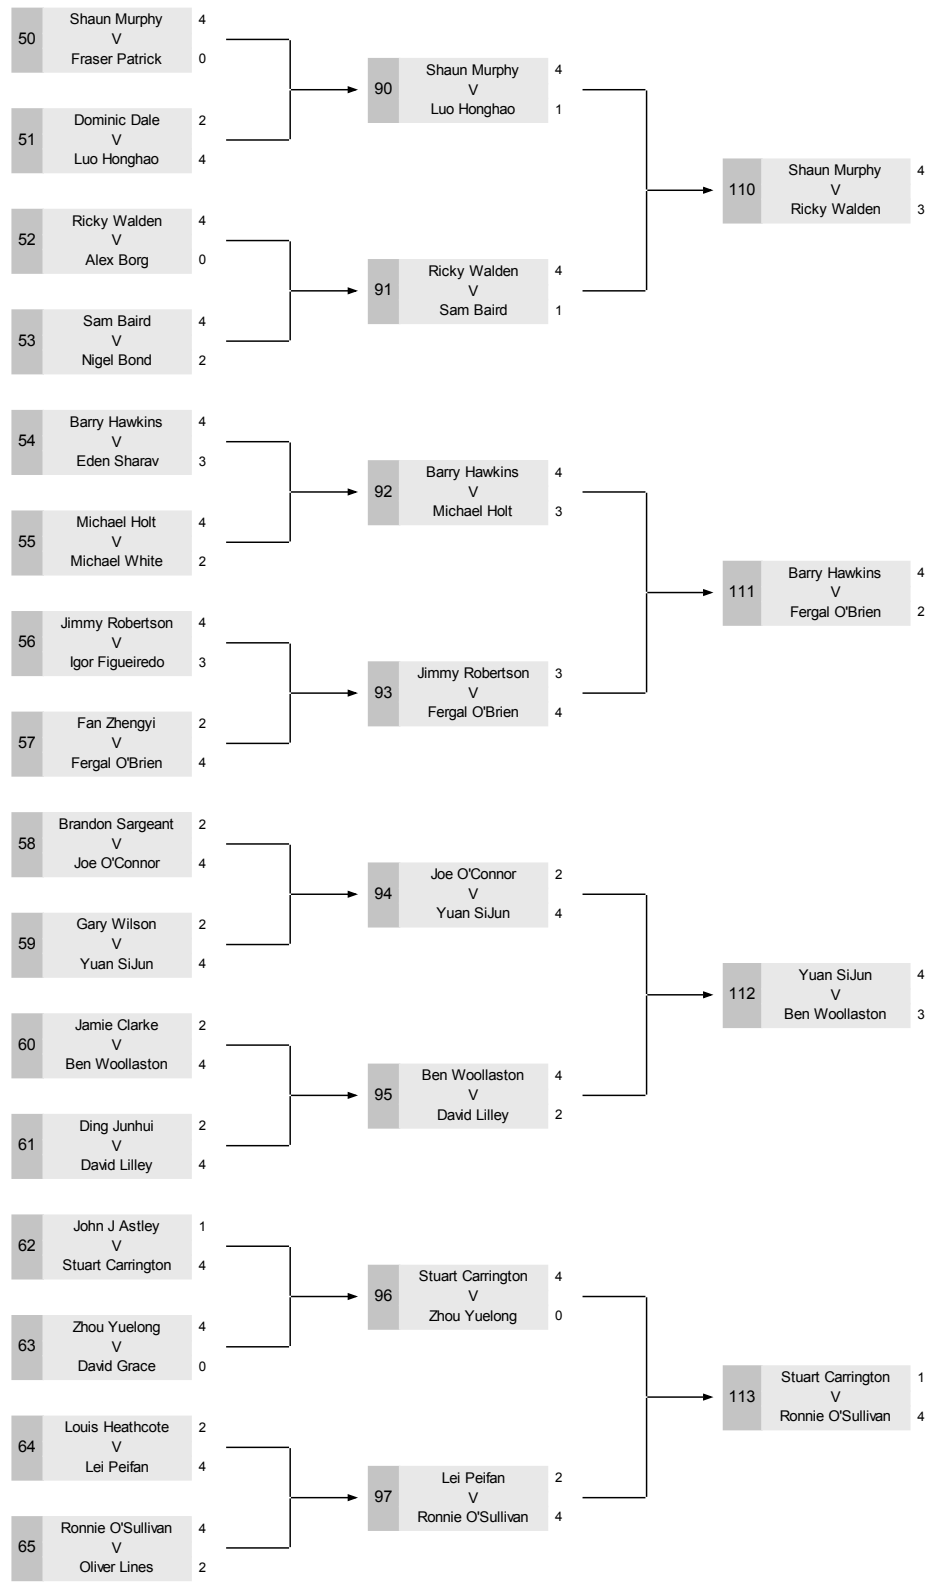 50
Shaun Murphy 4
V
Fraser Patrick 0
51
Dominic Dale 2
V
Luo Honghao 4
52
Ricky Walden 4
V
Alex Borg 0
53
Sam Baird 4
V
Nigel Bond 2
54
Barry Hawkins 4
V
Eden Sharav 3
55
Michael Holt 4
V
Michael White 2
56
Jimmy Robertson 4
V
Igor Figueiredo 3
57
Fan Zhengyi 2
V
Fergal O'Brien 4
58
Brandon Sargeant 2
V
Joe O'Connor 4
59
Gary Wilson 2
V
Yuan SiJun 4
60
Jamie Clarke 2
V
Ben Woollaston 4
61
Ding Junhui 2
V
David Lilley 4
62
John J Astley 1
V
Stuart Carrington 4
63
Zhou Yuelong 4
V
David Grace 0
64
Louis Heathcote 2
V
Lei Peifan 4
65
Ronnie O'Sullivan 4
V
Oliver Lines 2
90
Shaun Murphy 4
V
Luo Honghao 1
91
Ricky Walden 4
V
Sam Baird 1
92
Barry Hawkins 4
V
Michael Holt 3
93
Jimmy Robertson 3
V
Fergal O'Brien 4
94
Joe O'Connor 2
V
Yuan SiJun 4
95
Ben Woollaston 4
V
David Lilley 2
96
Stuart Carrington 4
V
Zhou Yuelong 0
97
Lei Peifan 2
V
Ronnie O'Sullivan 4
110
Shaun Murphy 4
V
Ricky Walden 3
111
Barry Hawkins 4
V
Fergal O'Brien 2
112
Yuan SiJun 4
V
Ben Woollaston 3
113
Stuart Carrington 1
V
Ronnie O'Sullivan 4